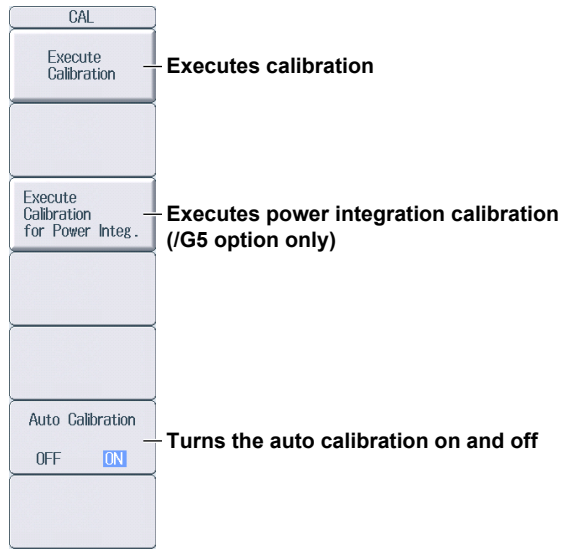 CAL
Execute
Calibration
Executes calibration
Execute
Calibration
for Power Integ.
Executes power integration calibration
(/G5 option only)
Auto Calibration
OFF ON
Turns the auto calibration on and off